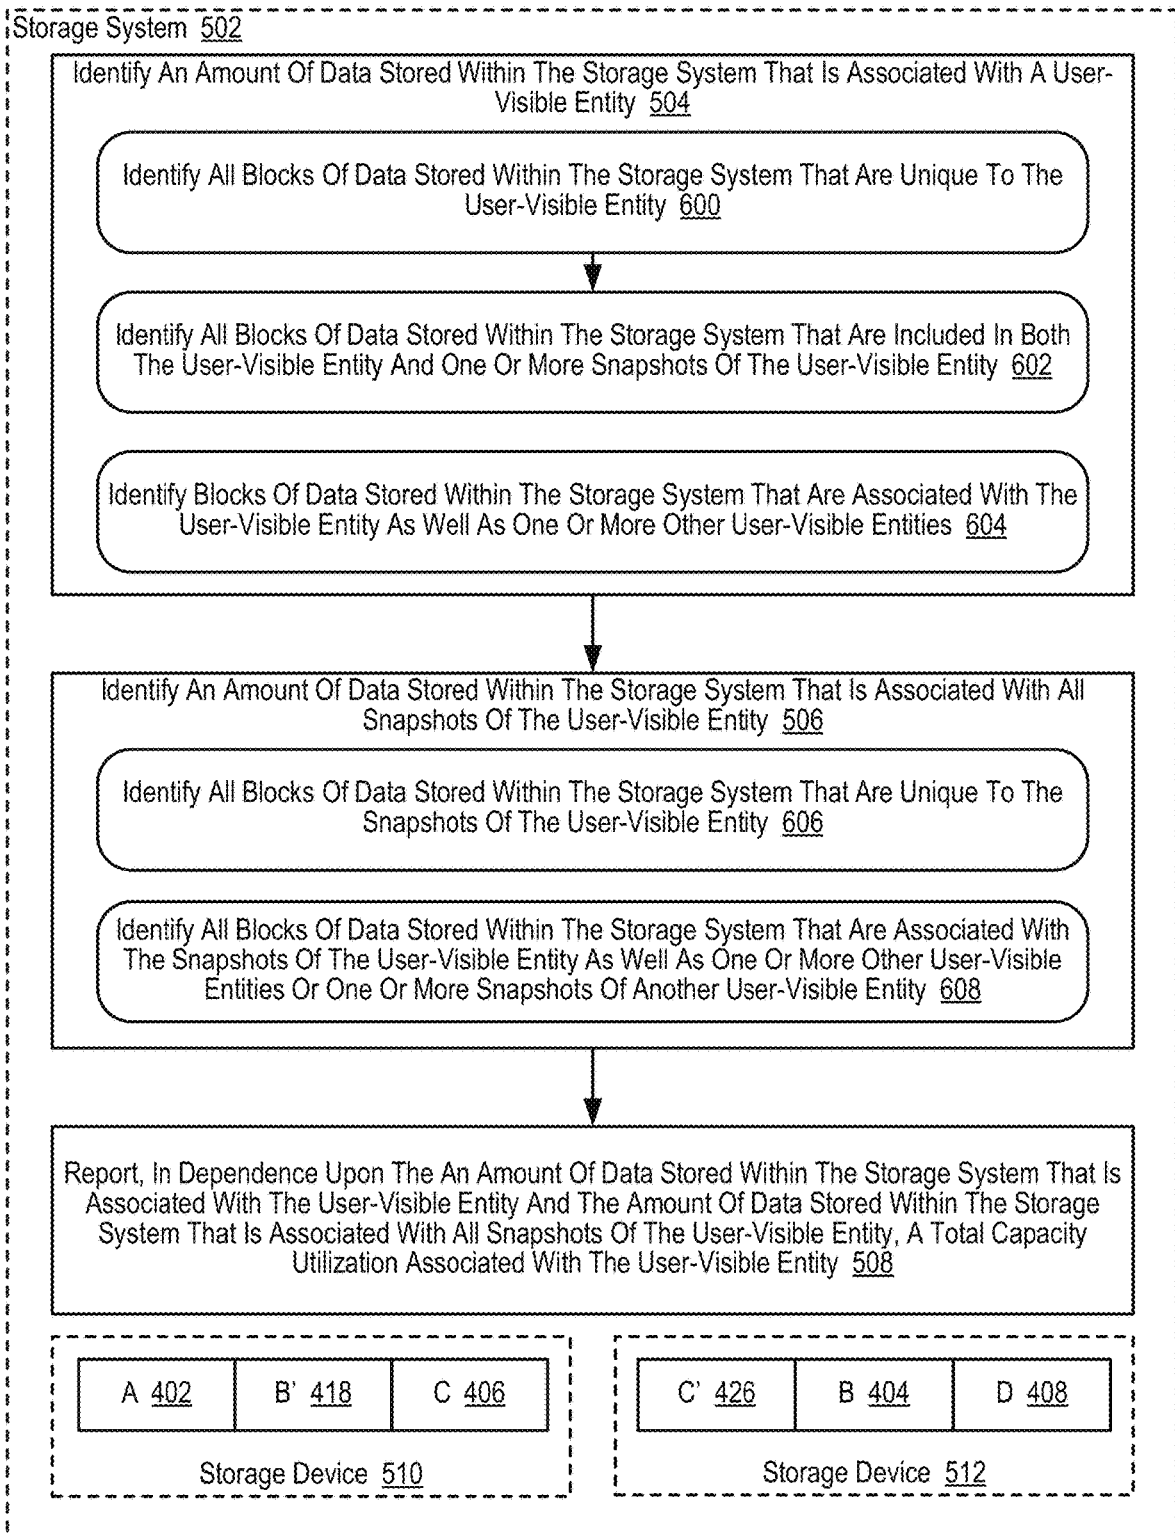 Storage System 502
Identify An Amount Of Data Stored Within The Storage System That Is Associated With A User-
Visible Entity 504
Identify All Blocks Of Data Stored Within The Storage System That Are Unique To The
User-Visible Entity 600
Identify All Blocks Of Data Stored Within The Storage System That Are Included In Both
The User-Visible Entity And One Or More Snapshots Of The User-Visible Entity 602
Identify Blocks Of Data Stored Within The Storage System That Are Associated With The
User-Visible Entity As Well As One Or More Other User-Visible Entities 604
Identify An Amount Of Data Stored Within The Storage System That Is Associated With All
Snapshots Of The User-Visible Entity 506
Identify All Blocks Of Data Stored Within The Storage System That Are Unique To The
Snapshots Of The User-Visible Entity 606
Identify All Blocks Of Data Stored Within The Storage System That Are Associated With
The Snapshots Of The User-Visible Entity As Well As One Or More Other User-Visible
Entities Or One Or More Snapshots Of Another User-Visible Entity 608
Report, In Dependence Upon The An Amount Of Data Stored Within The Storage System That Is
Associated With The User-Visible Entity And The Amount Of Data Stored Within The Storage
System That Is Associated With All Snapshots Of The User-Visible Entity, A Total Capacity
Utilization Associated With The User-Visible Entity 508
A 402 B' 418 C 406
Storage Device 510
C' 426 B 404 D 408
Storage Device 512